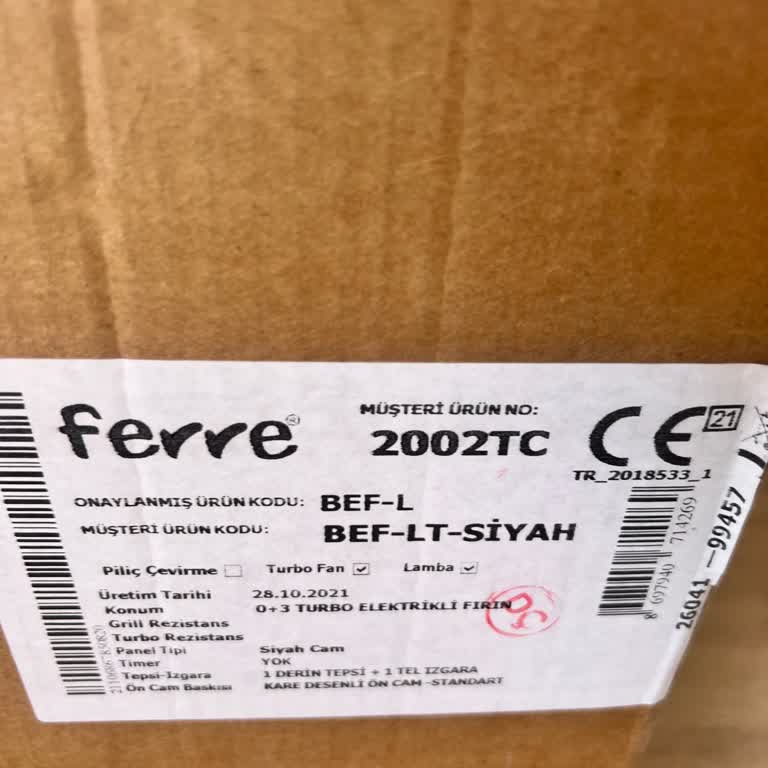 ferre®
MÜŞTERİ ÜRÜN NO:
2002TC
CE 21
TR_2018533_1
ONAYLANMIŞ ÜRÜN KODU: BEF-L
MÜŞTERİ ÜRÜN KODU: BEF-LT-SİYAH
Piliç Çevirme Turbo Fan Lamba
Üretim Tarihi 28.10.2021
Konum 0+3 TURBO ELEKTRİKLİ FIRIN
Grill Rezistans
Turbo Rezistans
Panel Tipi Siyah Cam
Timer YOK
Tepsi-Izgara 1 DERİN TEPSİ + 1 TEL IZGARA
Ön Cam Baskısı KARE DESENLİ ÖN CAM -STANDART
8 697940 714269
26041-99457